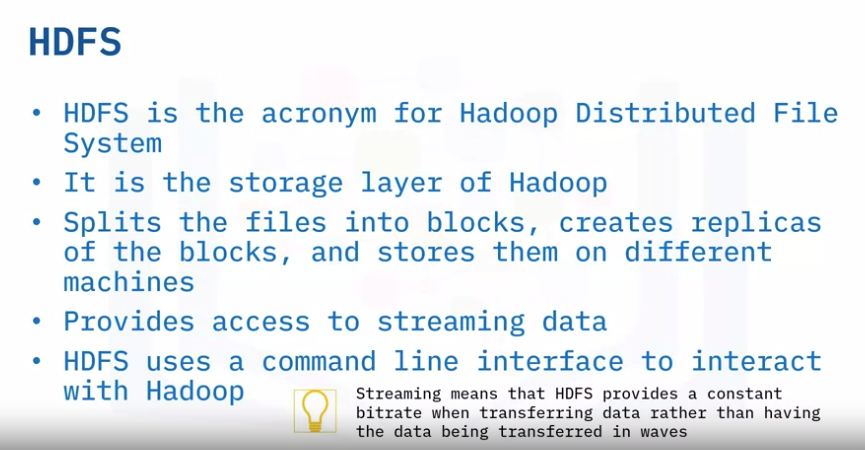 HDFS
• HDFS is the acronym for Hadoop Distributed File
System
• It is the storage layer of Hadoop
• Splits the files into blocks, creates replicas
of the blocks, and stores them on different
machines
• Provides access to streaming data
• HDFS uses a command line interface to interact
with Hadoop
Streaming means that HDFS provides a constant
bitrate when transferring data rather than having
the data being transferred in waves